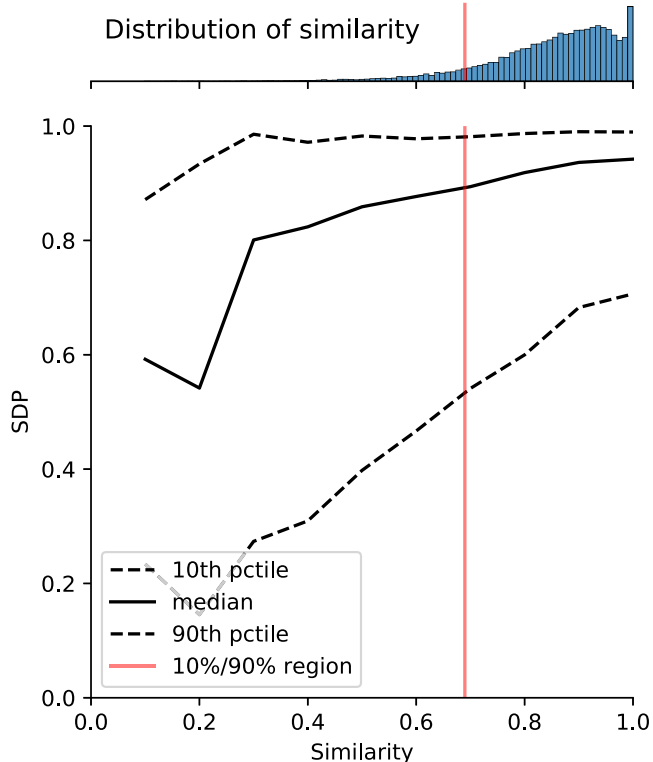 Distribution of similarity
1.0
0.8
0.6
0.4
0.2
0.0
SDP
10th pctile
median
90th pctile
10%/90% region
0.0 0.2 0.4 0.6 0.8 1.0
Similarity